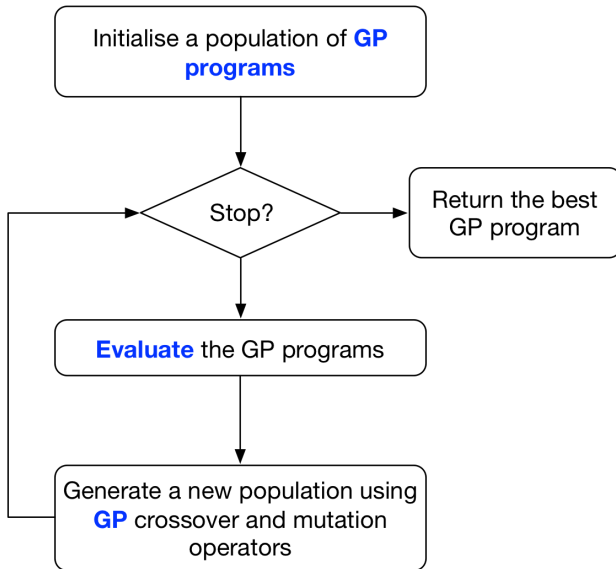 Initialise a population of GP
programs
Stop?
Return the best
GP program
Evaluate the GP programs
Generate a new population using
GP crossover and mutation
operators